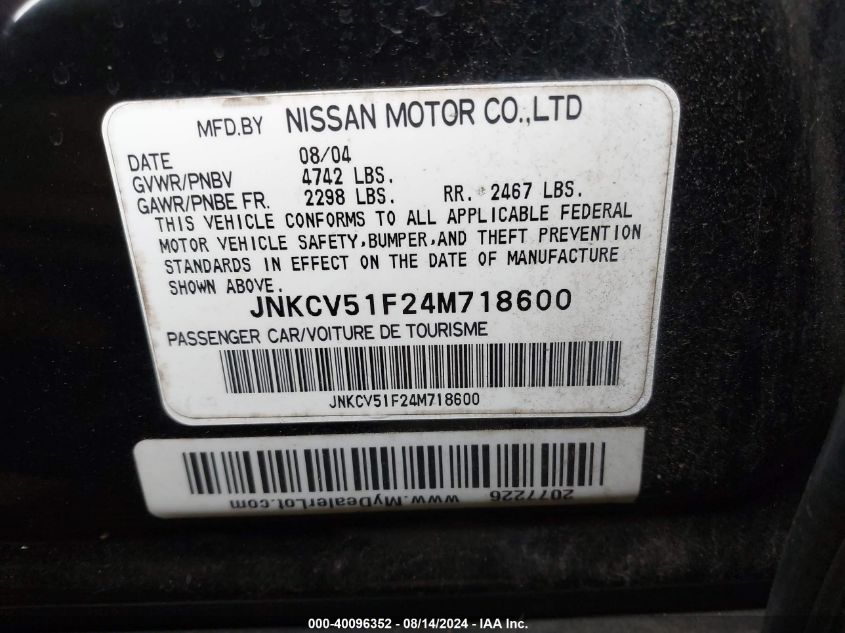 MFD.BY NISSAN MOTOR CO.,LTD
DATE 08/04
GVWR/PNBV 4742 LBS.
GAWR/PNBE FR. 2298 LBS. RR. 2467 LBS.
THIS VEHICLE CONFORMS TO ALL APPLICABLE FEDERAL
MOTOR VEHICLE SAFETY,BUMPER,AND THEFT PREVENTION
STANDARDS IN EFFECT ON THE DATE OF MANUFACTURE
SHOWN ABOVE.
JNKCV51F24M718600
PASSENGER CAR/VOITURE DE TOURISME
JNKCV51F24M718600
2077226 www.MyDealerLot.com
000-40096352 - 08/14/2024 - IAA Inc.